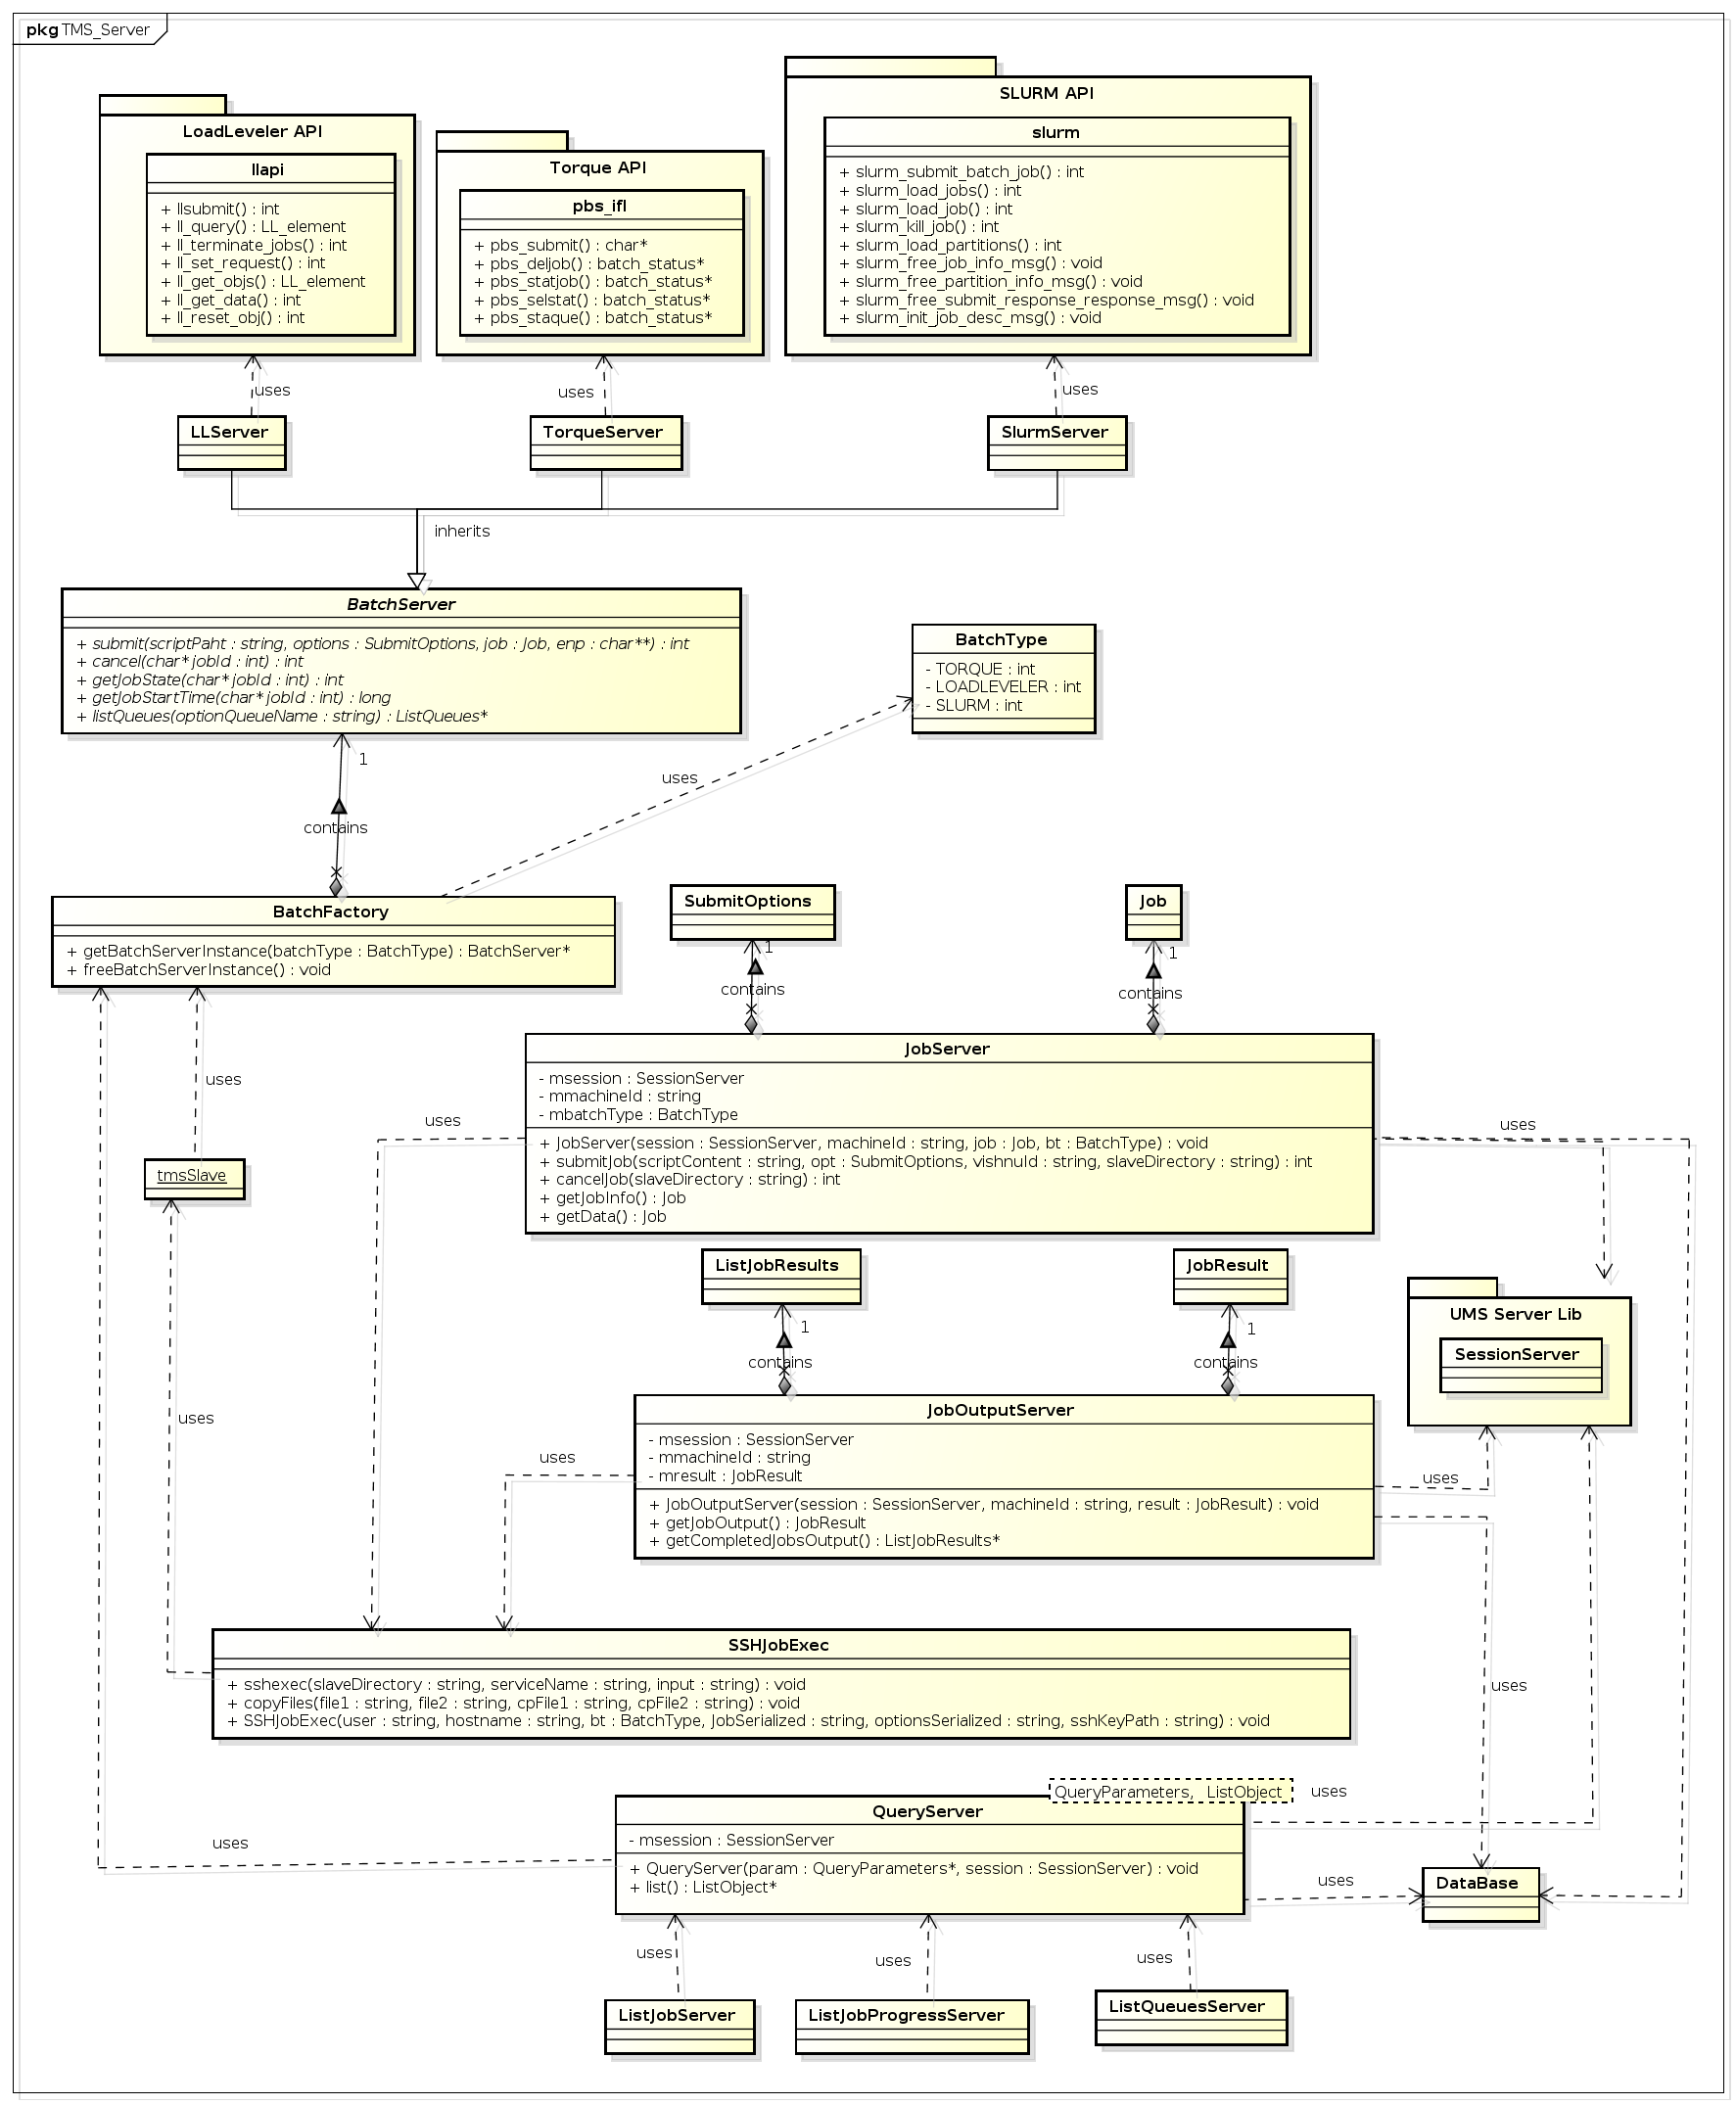 pkg TMS_Server
LoadLeveler API
llapi
+ llsubmit() : int
+ ll_query() : LL_element
+ ll_terminate_jobs() : int
+ ll_set_request() : int
+ ll_get_objs() : LL_element
+ ll_get_data() : int
+ ll_reset_obj() : int
Torque API
pbs_ifl
+ pbs_submit() : char*
+ pbs_deljob() : batch_status*
+ pbs_statjob() : batch_status*
+ pbs_selstat() : batch_status*
+ pbs_staque() : batch_status*
SLURM API
slurm
+ slurm_submit_batch_job() : int
+ slurm_load_jobs() : int
+ slurm_load_job() : int
+ slurm_kill_job() : int
+ slurm_load_partitions() : int
+ slurm_free_job_info_msg() : void
+ slurm_free_partition_info_msg() : void
+ slurm_free_submit_response_response_msg() : void
+ slurm_init_job_desc_msg() : void
uses
uses
uses
LLServer
TorqueServer
SlurmServer
inherits
BatchServer
+ submit(scriptPaht : string, options : SubmitOptions, job : Job, enp : char**) : int
+ cancel(char* jobId : int) : int
+ getJobState(char* jobId : int) : int
+ getJobStartTime(char* jobId : int) : long
+ listQueues(optionQueueName : string) : ListQueues*
BatchType
- TORQUE : int
- LOADLEVELER : int
- SLURM : int
1
uses
contains
BatchFactory
+ getBatchServerInstance(batchType : BatchType) : BatchServer*
+ freeBatchServerInstance() : void
SubmitOptions
Job
1
1
contains
contains
uses
tmsSlave
uses
JobServer
- msession : SessionServer
- mmachineId : string
- mbatchType : BatchType
+ JobServer(session : SessionServer, machineId : string, job : Job, bt : BatchType) : void
+ submitJob(scriptContent : string, opt : SubmitOptions, vishnuId : string, slaveDirectory : string) : int
+ cancelJob(slaveDirectory : string) : int
+ getJobInfo() : Job
+ getData() : Job
uses
ListJobResults
JobResult
1
1
contains
contains
UMS Server Lib
SessionServer
uses
JobOutputServer
- msession : SessionServer
- mmachineId : string
- mresult : JobResult
+ JobOutputServer(session : SessionServer, machineId : string, result : JobResult) : void
+ getJobOutput() : JobResult
+ getCompletedJobsOutput() : ListJobResults*
uses
uses
SSHJobExec
+ sshexec(slaveDirectory : string, serviceName : string, input : string) : void
+ copyFiles(file1 : string, file2 : string, cpFile1 : string, cpFile2 : string) : void
+ SSHJobExec(user : string, hostname : string, bt : BatchType, JobSerialized : string, optionsSerialized : string, sshKeyPath : string) : void
uses
QueryParameters, ListObject
uses
QueryServer
- msession : SessionServer
+ QueryServer(param : QueryParameters*, session : SessionServer) : void
+ list() : ListObject*
uses
uses
DataBase
uses
uses
uses
ListJobServer
ListJobProgressServer
ListQueuesServer